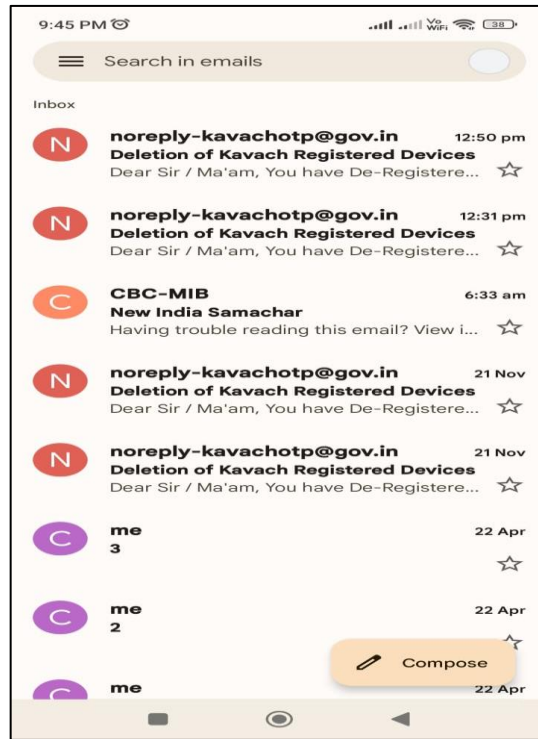 9:45 PM
Vo WiFi 38
Search in emails
Inbox
N
noreply-kavachotp@gov.in 12:50 pm
Deletion of Kavach Registered Devices
Dear Sir / Ma'am, You have De-Registere...
N
noreply-kavachotp@gov.in 12:31 pm
Deletion of Kavach Registered Devices
Dear Sir / Ma'am, You have De-Registere...
C
CBC-MIB 6:33 am
New India Samachar
Having trouble reading this email? View i...
N
noreply-kavachotp@gov.in 21 Nov
Deletion of Kavach Registered Devices
Dear Sir / Ma'am, You have De-Registere...
N
noreply-kavachotp@gov.in 21 Nov
Deletion of Kavach Registered Devices
Dear Sir / Ma'am, You have De-Registere...
C
me 22 Apr
3
C
me 22 Apr
2
Compose
C
me 22 Apr